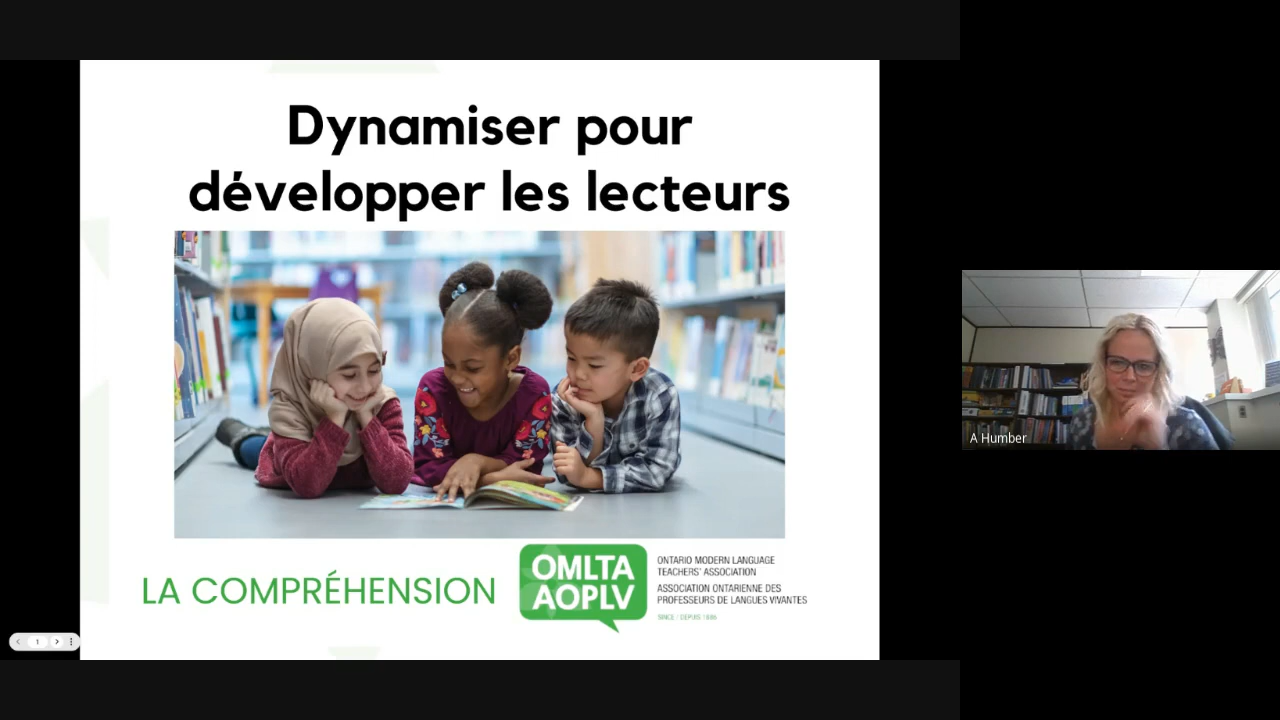 Dynamiser pour
développer les lecteurs
LA COMPRÉHENSION
OMLTA
AOPLV
ONTARIO MODERN LANGUAGE
TEACHERS' ASSOCIATION
ASSOCIATION ONTARIENNE DES
PROFESSEURS DE LANGUES VIVANTES
SINCE | DEPUIS 1886
1
A Humber